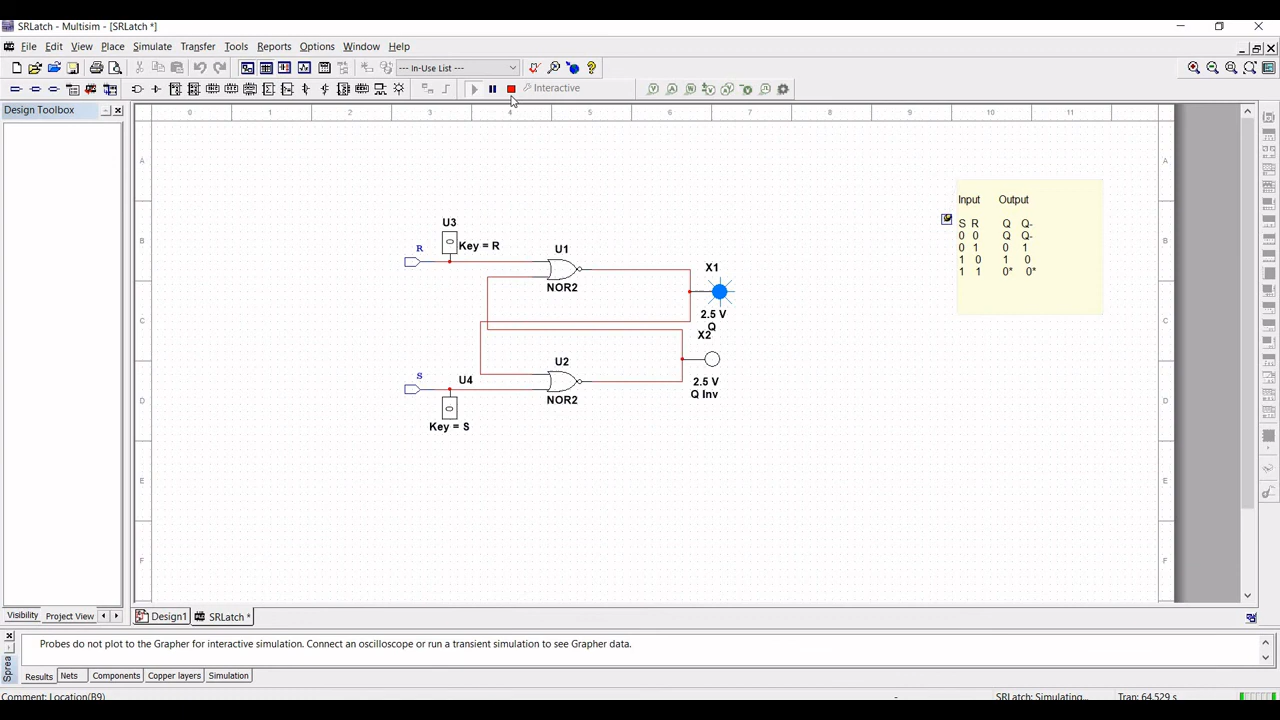 SRLatch - Multisim - [SRLatch *]
File Edit View Place Simulate Transfer Tools Reports Options Window Help
--- In-Use List ---
Interactive
Design Toolbox
0 1 2 3 4 5 6 7 8 9 10 11
A A
B B
C C
D D
E E
F F
Input Output
S R Q Q-
0 0 Q Q-
0 1 0 1
1 0 1 0
1 1 0* 0*
U3
Key = R
R
U1
NOR2
X1
2.5 V
Q
X2
2.5 V
Q Inv
U2
NOR2
S
U4
Key = S
Visibility Project View
Design1 SRLatch *
Probes do not plot to the Grapher for interactive simulation. Connect an oscilloscope or run a transient simulation to see Grapher data.
Sprea
Results Nets Components Copper layers Simulation
Comment: Location(B9) - SRLatch: Simulating... Tran: 64.529 s